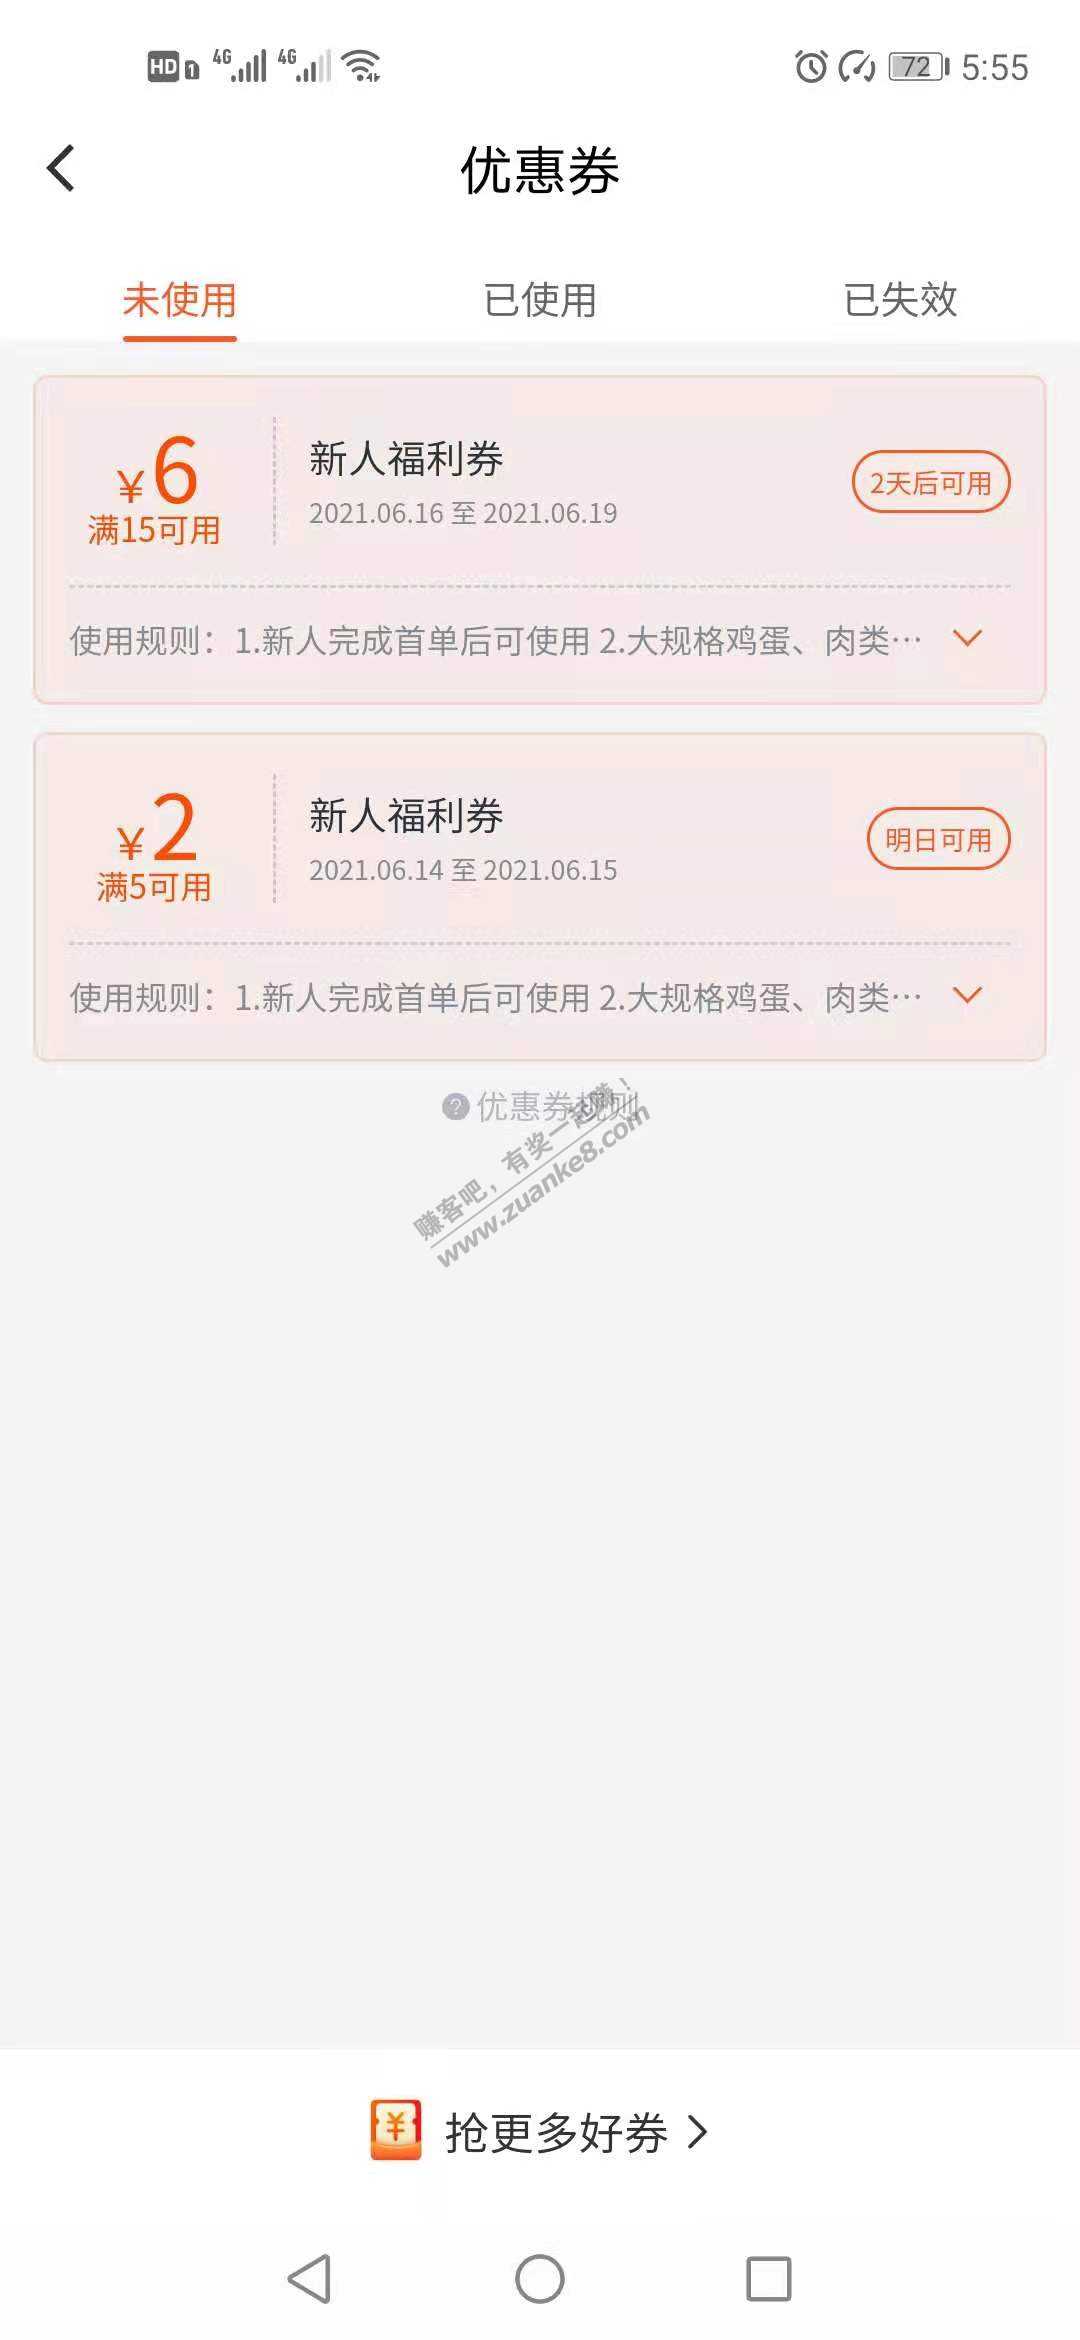 HD 1 4G 4G 72 5:55
优惠券
未使用 已使用 已失效
¥6
满15可用
新人福利券
2021.06.16 至 2021.06.19
2天后可用
使用规则：1.新人完成首单后可使用 2.大规格鸡蛋、肉类…
¥2
满5可用
新人福利券
2021.06.14 至 2021.06.15
明日可用
使用规则：1.新人完成首单后可使用 2.大规格鸡蛋、肉类…
? 优惠券规则
赚客吧，有奖一起赚！
www.zuanke8.com
¥ 抢更多好券